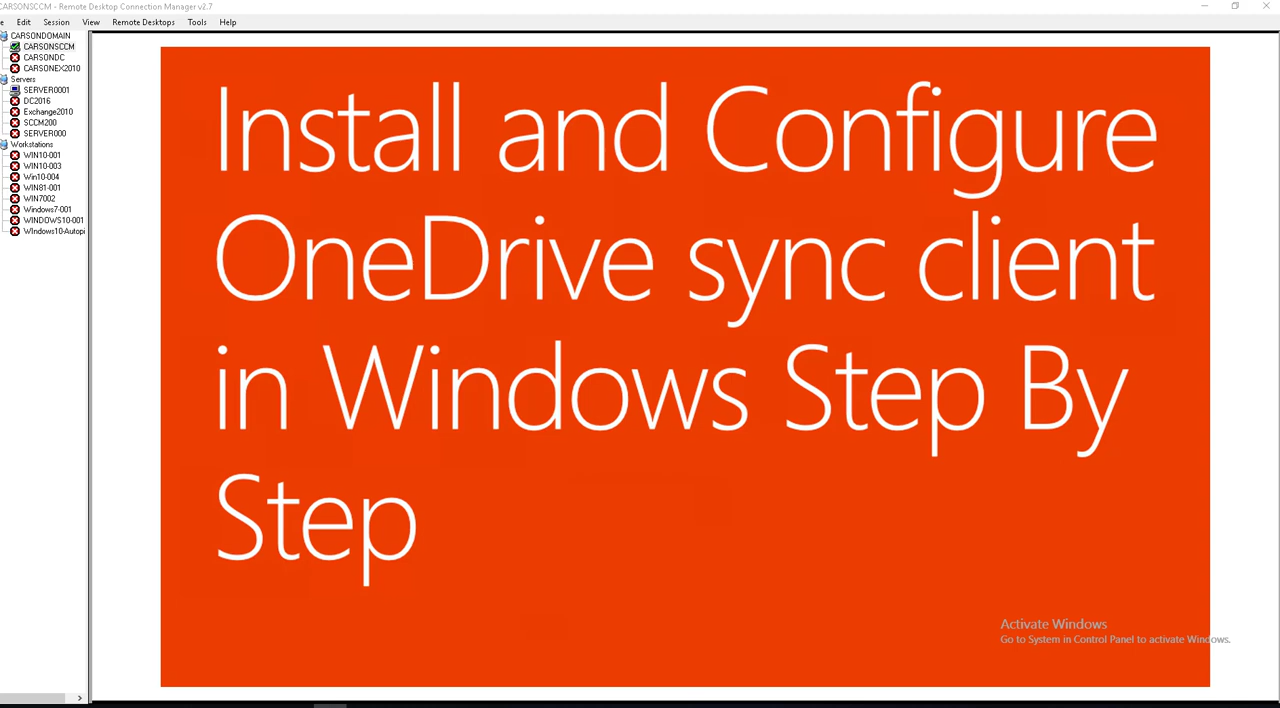 CARSONSCCM - Remote Desktop Connection Manager v2.7
e Edit Session View Remote Desktops Tools Help
CARSONDOMAIN
CARSONSCCM
CARSONDC
CARSONEX2010
Servers
SERVER0001
DC2016
Exchange2010
SCCM200
SERVER000
Workstations
WIN10-001
WIN10-003
Win10-004
WIN81-001
WIN7002
Windows7-001
WINDOWS10-001
WIndows10-Autopi
Install and Configure
OneDrive sync client
in Windows Step By
Step
Activate Windows
Go to System in Control Panel to activate Windows.